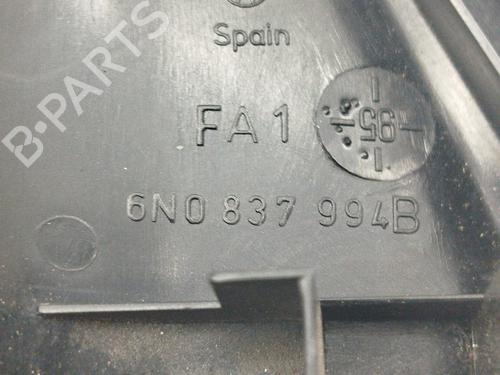 Spain
FA 1
95
6N0 837 994B
B-PARTS